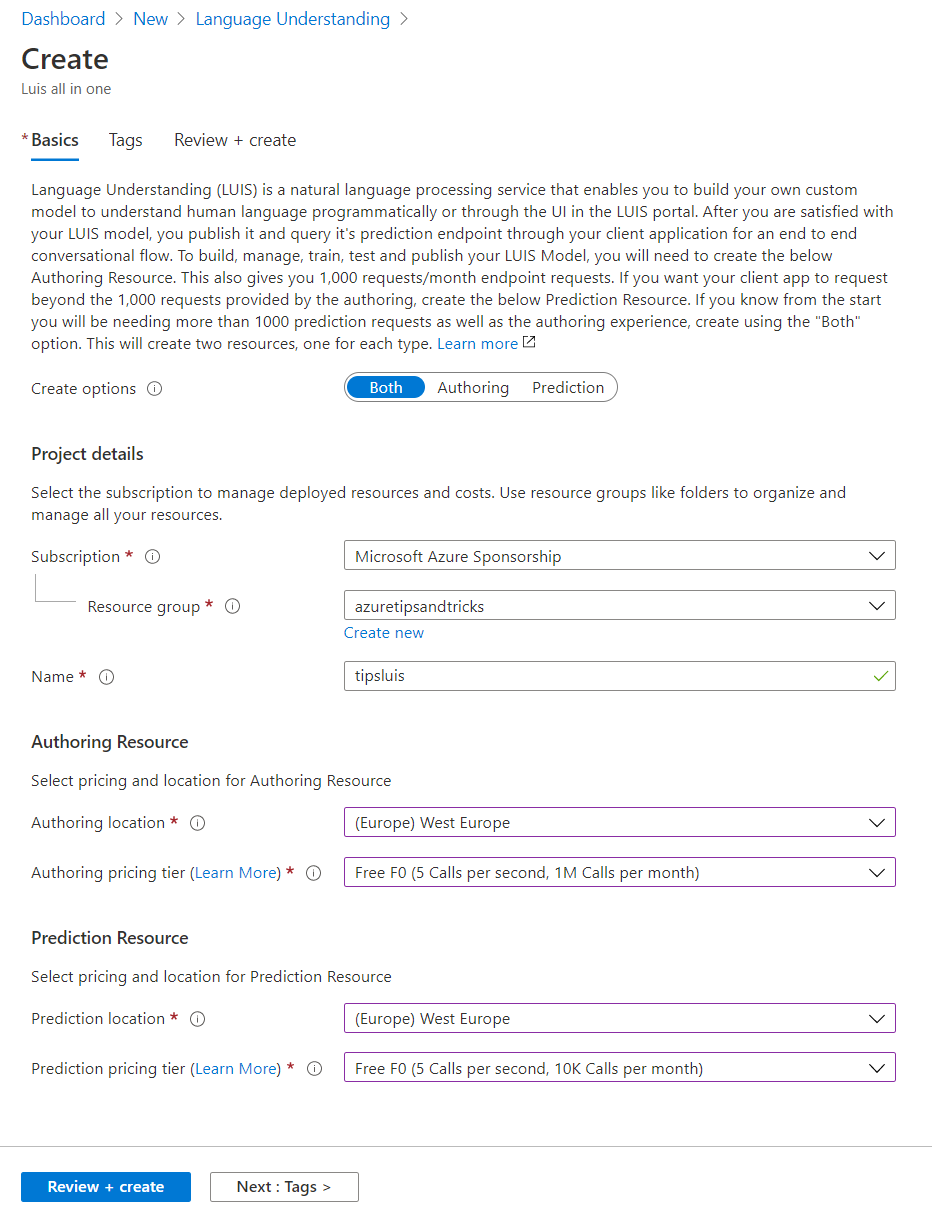 Dashboard > New > Language Understanding >
Create
Luis all in one
* Basics Tags Review + create
Language Understanding (LUIS) is a natural language processing service that enables you to build your own custom
model to understand human language programmatically or through the UI in the LUIS portal. After you are satisfied with
your LUIS model, you publish it and query it's prediction endpoint through your client application for an end to end
conversational flow. To build, manage, train, test and publish your LUIS Model, you will need to create the below
Authoring Resource. This also gives you 1,000 requests/month endpoint requests. If you want your client app to request
beyond the 1,000 requests provided by the authoring, create the below Prediction Resource. If you know from the start
you will be needing more than 1000 prediction requests as well as the authoring experience, create using the "Both"
option. This will create two resources, one for each type. Learn more
Create options Both Authoring Prediction
Project details
Select the subscription to manage deployed resources and costs. Use resource groups like folders to organize and
manage all your resources.
Subscription * Microsoft Azure Sponsorship
Resource group * azuretipsandtricks
Create new
Name * tipsluis
Authoring Resource
Select pricing and location for Authoring Resource
Authoring location * (Europe) West Europe
Authoring pricing tier (Learn More) * Free F0 (5 Calls per second, 1M Calls per month)
Prediction Resource
Select pricing and location for Prediction Resource
Prediction location * (Europe) West Europe
Prediction pricing tier (Learn More) * Free F0 (5 Calls per second, 10K Calls per month)
Review + create Next : Tags >